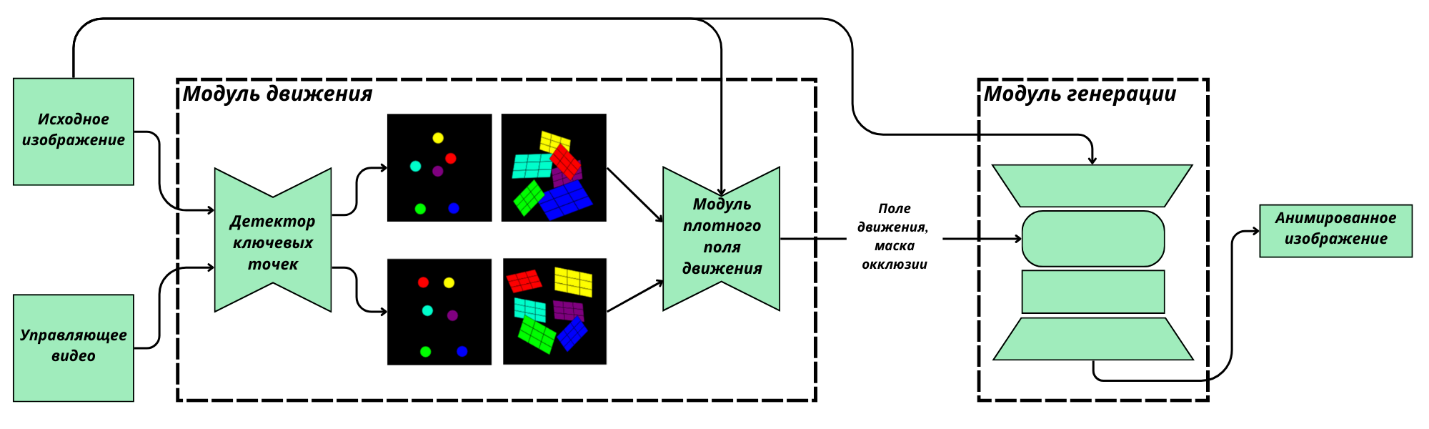 Исходное
изображение
Управляющее
видео
Модуль движения
Детектор
ключевых
точек
Модуль
плотного
поля
движения
Поле
движения,
маска
окклюзии
Модуль генерации
Анимированное
изображение